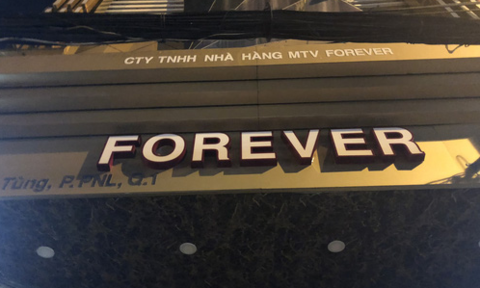 CTY TNHH NHÀ HÀNG MTV FOREVER
FOREVER
Tùng, P. PNL, Q.1